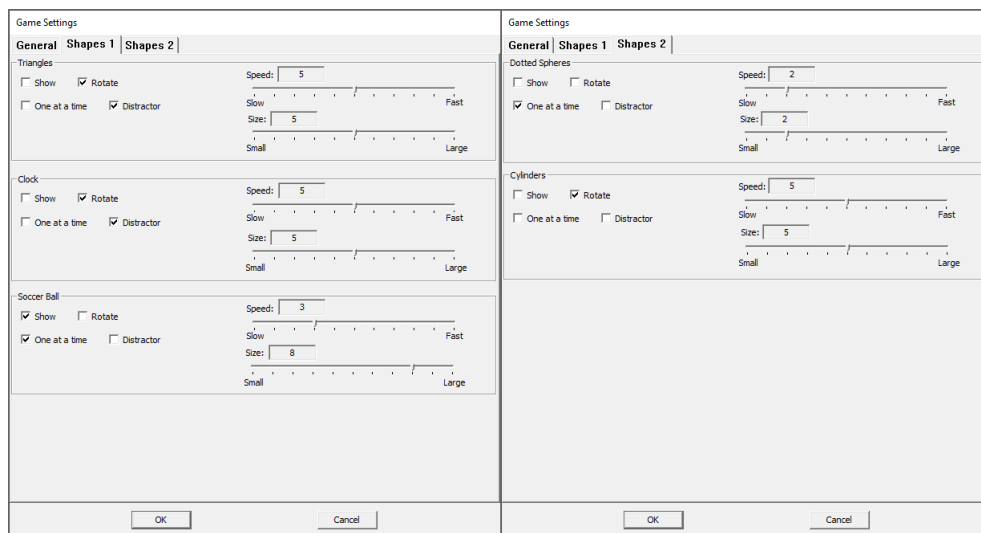 Game Settings
General Shapes 1 Shapes 2
Triangles
Show Rotate
One at a time Distractor
Speed: 5
Slow Fast
Size: 5
Small Large
Clock
Show Rotate
One at a time Distractor
Speed: 5
Slow Fast
Size: 5
Small Large
Soccer Ball
Show Rotate
One at a time Distractor
Speed: 3
Slow Fast
Size: 8
Small Large
OK Cancel
Game Settings
General Shapes 1 Shapes 2
Dotted Spheres
Show Rotate
One at a time Distractor
Speed: 2
Slow Fast
Size: 2
Small Large
Cylinders
Show Rotate
One at a time Distractor
Speed: 5
Slow Fast
Size: 5
Small Large
OK Cancel